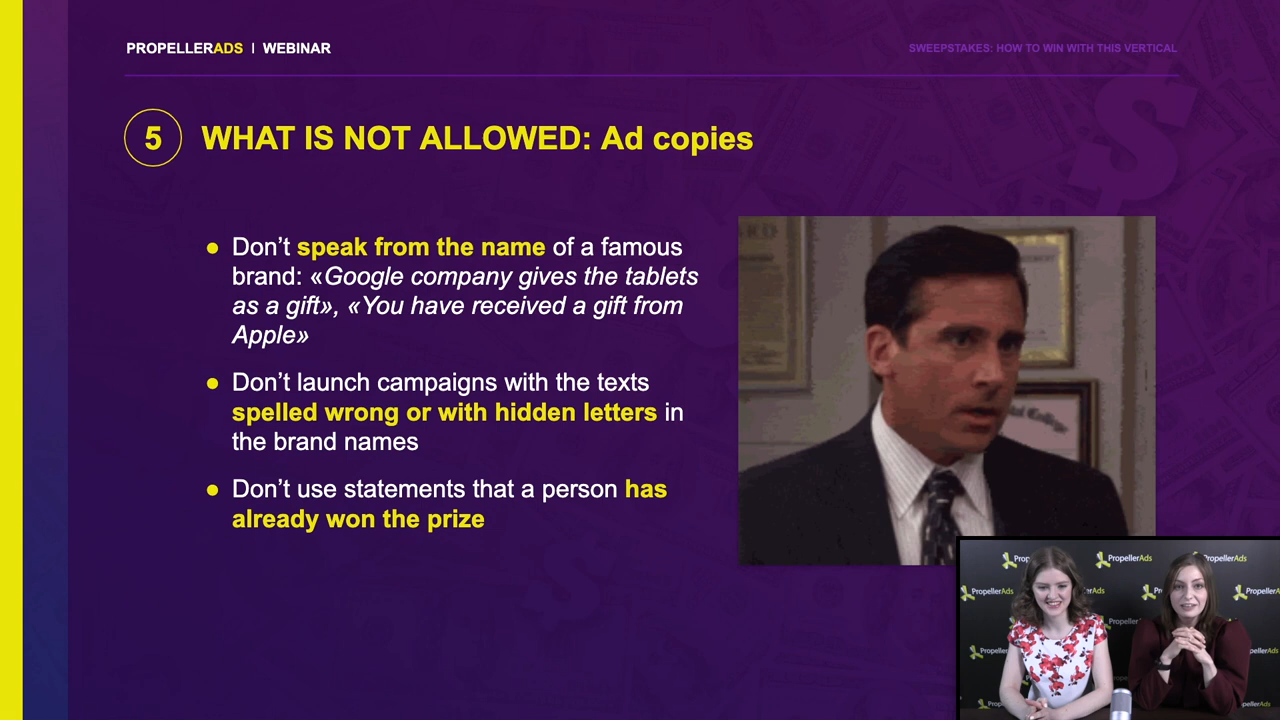 PROPELLERADS | WEBINAR
SWEEPSTAKES: HOW TO WIN WITH THIS VERTICAL
5 WHAT IS NOT ALLOWED: Ad copies
● Don’t speak from the name of a famous
brand: «Google company gives the tablets
as a gift», «You have received a gift from
Apple»
● Don’t launch campaigns with the texts
spelled wrong or with hidden letters in
the brand names
● Don’t use statements that a person has
already won the prize
PropellerAds
PropellerAds
PropellerAds
PropellerAds